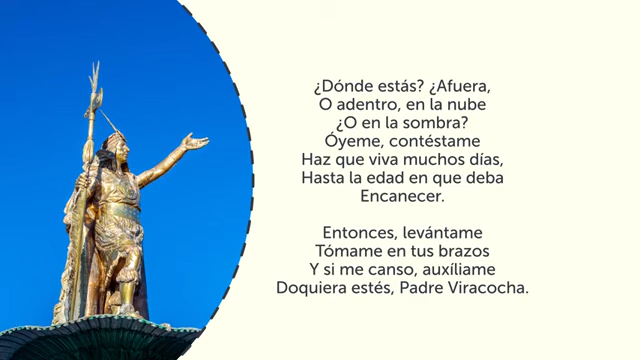 ¿Dónde estás? ¿Afuera,
O adentro, en la nube
¿O en la sombra?
Óyeme, contéstame
Haz que viva muchos días,
Hasta la edad en que deba
Encanecer.
Entonces, levántame
Tómame en tus brazos
Y si me canso, auxíliame
Doquiera estés, Padre Viracocha.